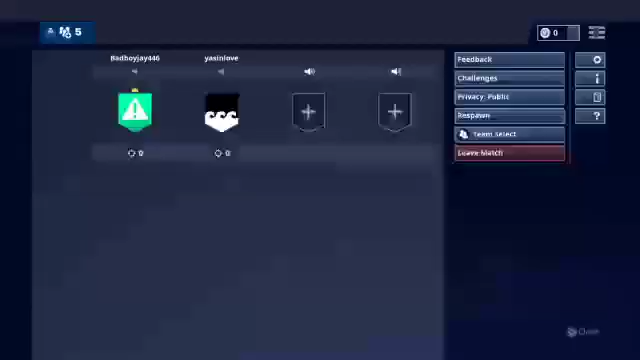 5
0
Badboyjay446
yasinlove
Feedback
Challenges
Privacy: Public
Respawn
Team Select
Leave Match
0
0
?